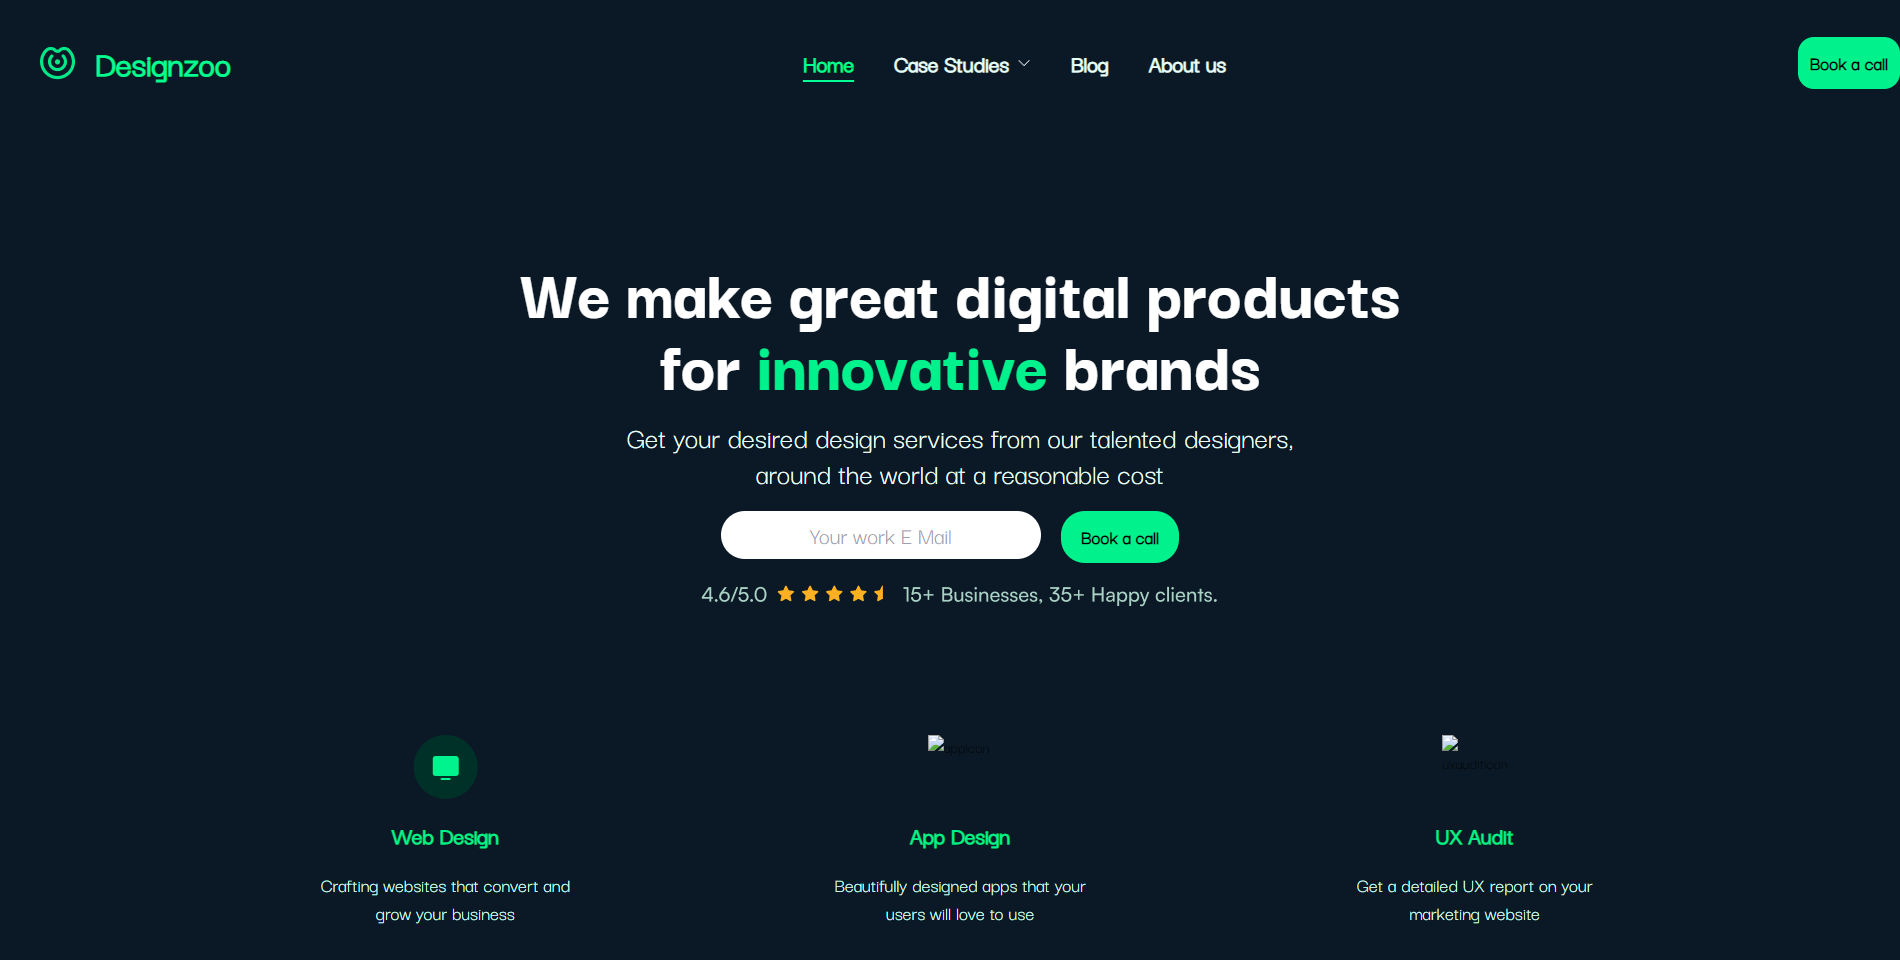 Designzoo
Home Case Studies Blog About us
Book a call
We make great digital products
for innovative brands
Get your desired design services from our talented designers,
around the world at a reasonable cost
Your work E Mail
Book a call
4.6/5.0 15+ Businesses, 35+ Happy clients.
appicon
uxauditicon
Web Design
App Design
UX Audit
Crafting websites that convert and
grow your business
Beautifully designed apps that your
users will love to use
Get a detailed UX report on your
marketing website